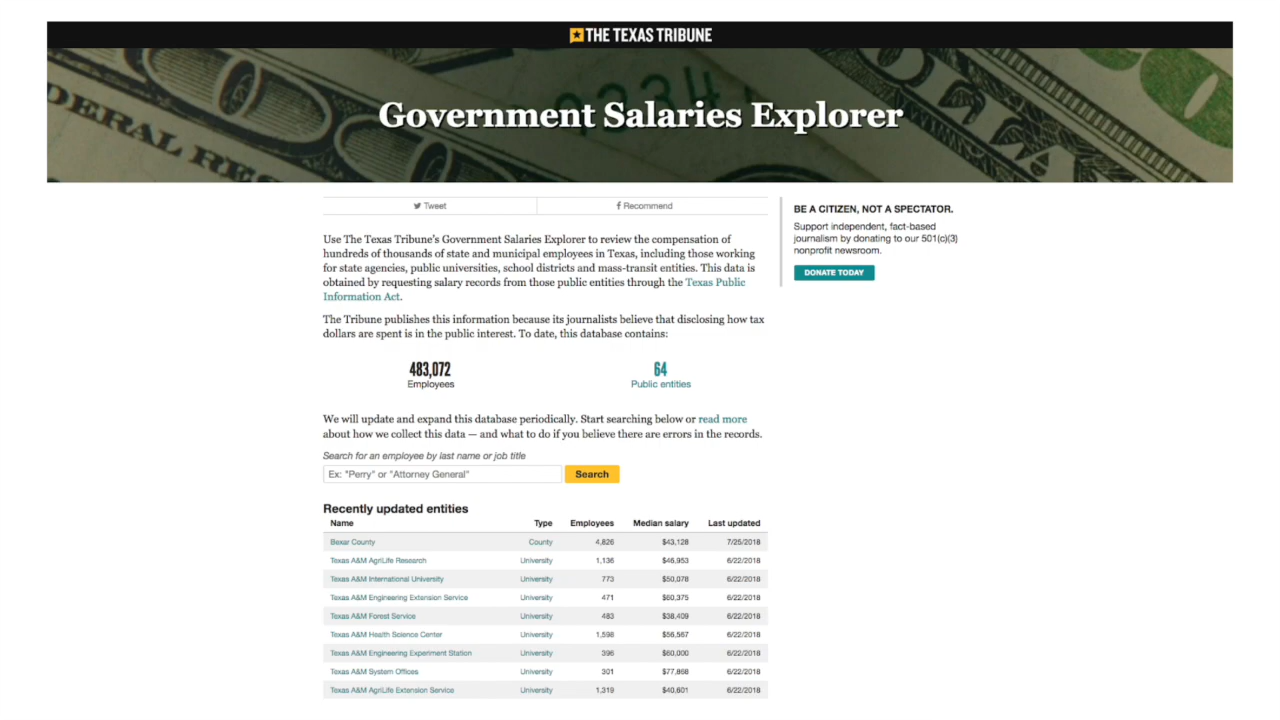 THE TEXAS TRIBUNE
Government Salaries Explorer
Tweet
Recommend
Use The Texas Tribune's Government Salaries Explorer to review the compensation of
hundreds of thousands of state and municipal employees in Texas, including those working
for state agencies, public universities, school districts and mass-transit entities. This data is
obtained by requesting salary records from those public entities through the Texas Public
Information Act.
The Tribune publishes this information because its journalists believe that disclosing how tax
dollars are spent is in the public interest. To date, this database contains:
483,072
Employees
64
Public entities
We will update and expand this database periodically. Start searching below or read more
about how we collect this data — and what to do if you believe there are errors in the records.
Search for an employee by last name or job title
Ex: "Perry" or "Attorney General"
Search
Recently updated entities
Name Type Employees Median salary Last updated
Bexar County County 4,826 $43,128 7/25/2018
Texas A&M AgriLife Research University 1,136 $46,953 6/22/2018
Texas A&M International University University 773 $50,078 6/22/2018
Texas A&M Engineering Extension Service University 471 $60,375 6/22/2018
Texas A&M Forest Service University 483 $38,409 6/22/2018
Texas A&M Health Science Center University 1,598 $56,567 6/22/2018
Texas A&M Engineering Experiment Station University 396 $60,000 6/22/2018
Texas A&M System Offices University 301 $77,868 6/22/2018
Texas A&M AgriLife Extension Service University 1,319 $40,601 6/22/2018
BE A CITIZEN, NOT A SPECTATOR.
Support independent, fact-based
journalism by donating to our 501(c)(3)
nonprofit newsroom.
DONATE TODAY